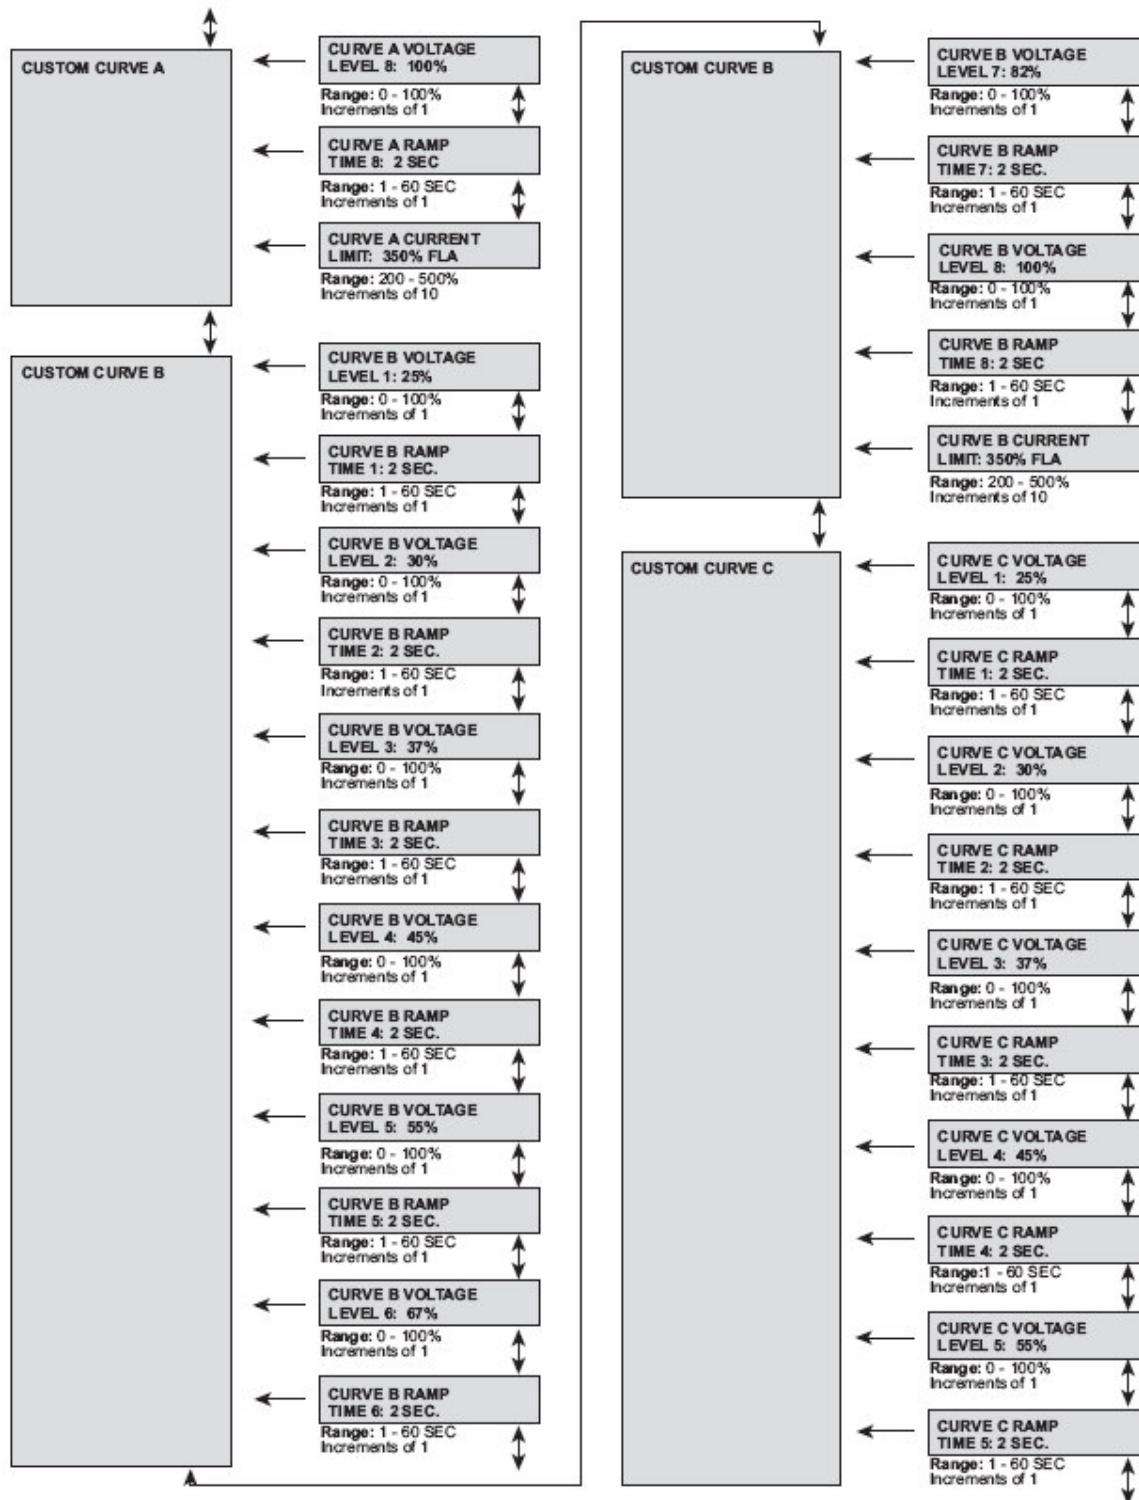 CUSTOM CURVE A
CURVE A VOLTAGE
LEVEL 8: 100%
Range: 0 - 100%
Increments of 1
CURVE A RAMP
TIME 8: 2 SEC
Range: 1 - 60 SEC
Increments of 1
CURVE A CURRENT
LIMIT: 350% FLA
Range: 200 - 500%
Increments of 10
CUSTOM CURVE B
CURVE B VOLTAGE
LEVEL 1: 25%
Range: 0 - 100%
Increments of 1
CURVE B RAMP
TIME 1: 2 SEC.
Range: 1 - 60 SEC
Increments of 1
CURVE B VOLTAGE
LEVEL 2: 30%
Range: 0 - 100%
Increments of 1
CURVE B RAMP
TIME 2: 2 SEC.
Range: 1 - 60 SEC
Increments of 1
CURVE B VOLTAGE
LEVEL 3: 37%
Range: 0 - 100%
Increments of 1
CURVE B RAMP
TIME 3: 2 SEC.
Range: 1 - 60 SEC
Increments of 1
CURVE B VOLTAGE
LEVEL 4: 45%
Range: 0 - 100%
Increments of 1
CURVE B RAMP
TIME 4: 2 SEC.
Range: 1 - 60 SEC
Increments of 1
CURVE B VOLTAGE
LEVEL 5: 55%
Range: 0 - 100%
Increments of 1
CURVE B RAMP
TIME 5: 2 SEC.
Range: 1 - 60 SEC
Increments of 1
CURVE B VOLTAGE
LEVEL 6: 67%
Range: 0 - 100%
Increments of 1
CURVE B RAMP
TIME 6: 2 SEC.
Range: 1 - 60 SEC
Increments of 1
CUSTOM CURVE B
CURVE B VOLTAGE
LEVEL 7: 82%
Range: 0 - 100%
Increments of 1
CURVE B RAMP
TIME 7: 2 SEC.
Range: 1 - 60 SEC
Increments of 1
CURVE B VOLTAGE
LEVEL 8: 100%
Range: 0 - 100%
Increments of 1
CURVE B RAMP
TIME 8: 2 SEC
Range: 1 - 60 SEC
Increments of 1
CURVE B CURRENT
LIMIT: 350% FLA
Range: 200 - 500%
Increments of 10
CUSTOM CURVE C
CURVE C VOLTAGE
LEVEL 1: 25%
Range: 0 - 100%
Increments of 1
CURVE C RAMP
TIME 1: 2 SEC.
Range: 1 - 60 SEC
Increments of 1
CURVE C VOLTAGE
LEVEL 2: 30%
Range: 0 - 100%
Increments of 1
CURVE C RAMP
TIME 2: 2 SEC.
Range: 1 - 60 SEC
Increments of 1
CURVE C VOLTAGE
LEVEL 3: 37%
Range: 0 - 100%
Increments of 1
CURVE C RAMP
TIME 3: 2 SEC.
Range: 1 - 60 SEC
Increments of 1
CURVE C VOLTAGE
LEVEL 4: 45%
Range: 0 - 100%
Increments of 1
CURVE C RAMP
TIME 4: 2 SEC.
Range:1 - 60 SEC
Increments of 1
CURVE C VOLTAGE
LEVEL 5: 55%
Range: 0 - 100%
Increments of 1
CURVE C RAMP
TIME 5: 2 SEC.
Range: 1 - 60 SEC
Increments of 1